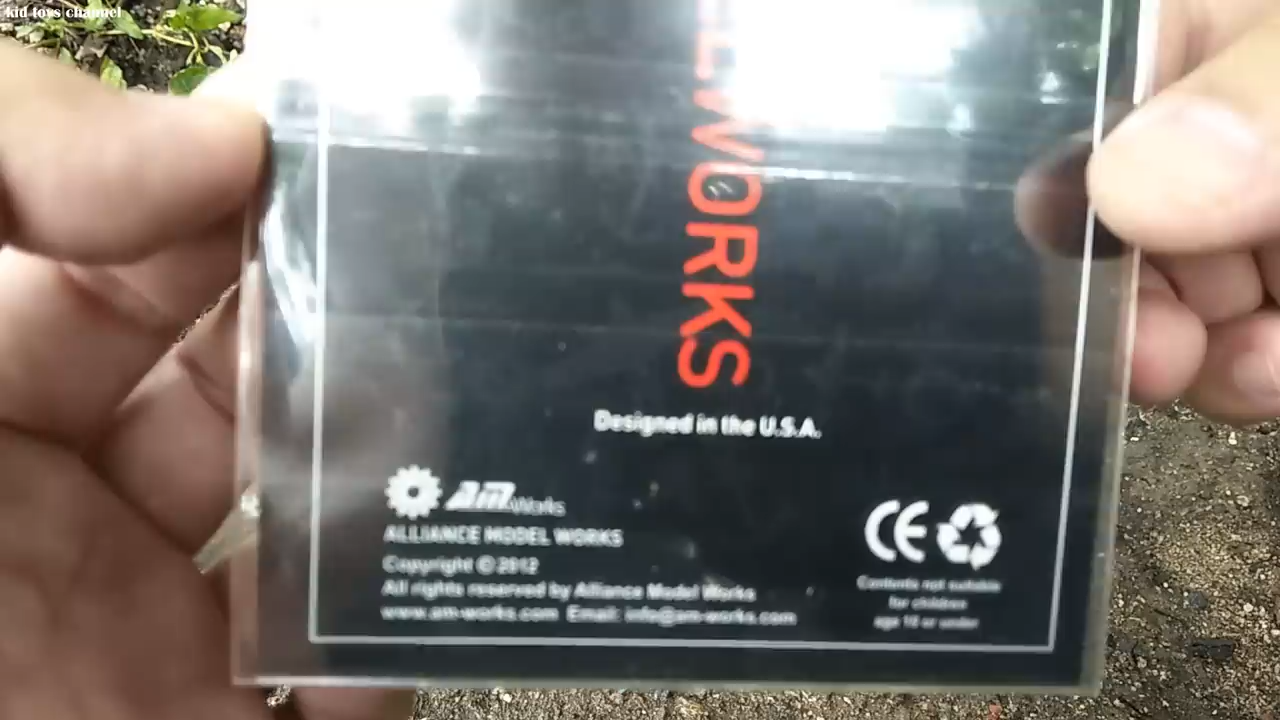 kid toys channel
ELWORKS
Designed in the U.S.A.
AM Works
ALLIANCE MODEL WORKS
Copyright © 2012
All rights reserved by Alliance Model Works
www.am-works.com Email: info@am-works.com
CE
Contents not suitable
for children
age 10 or under